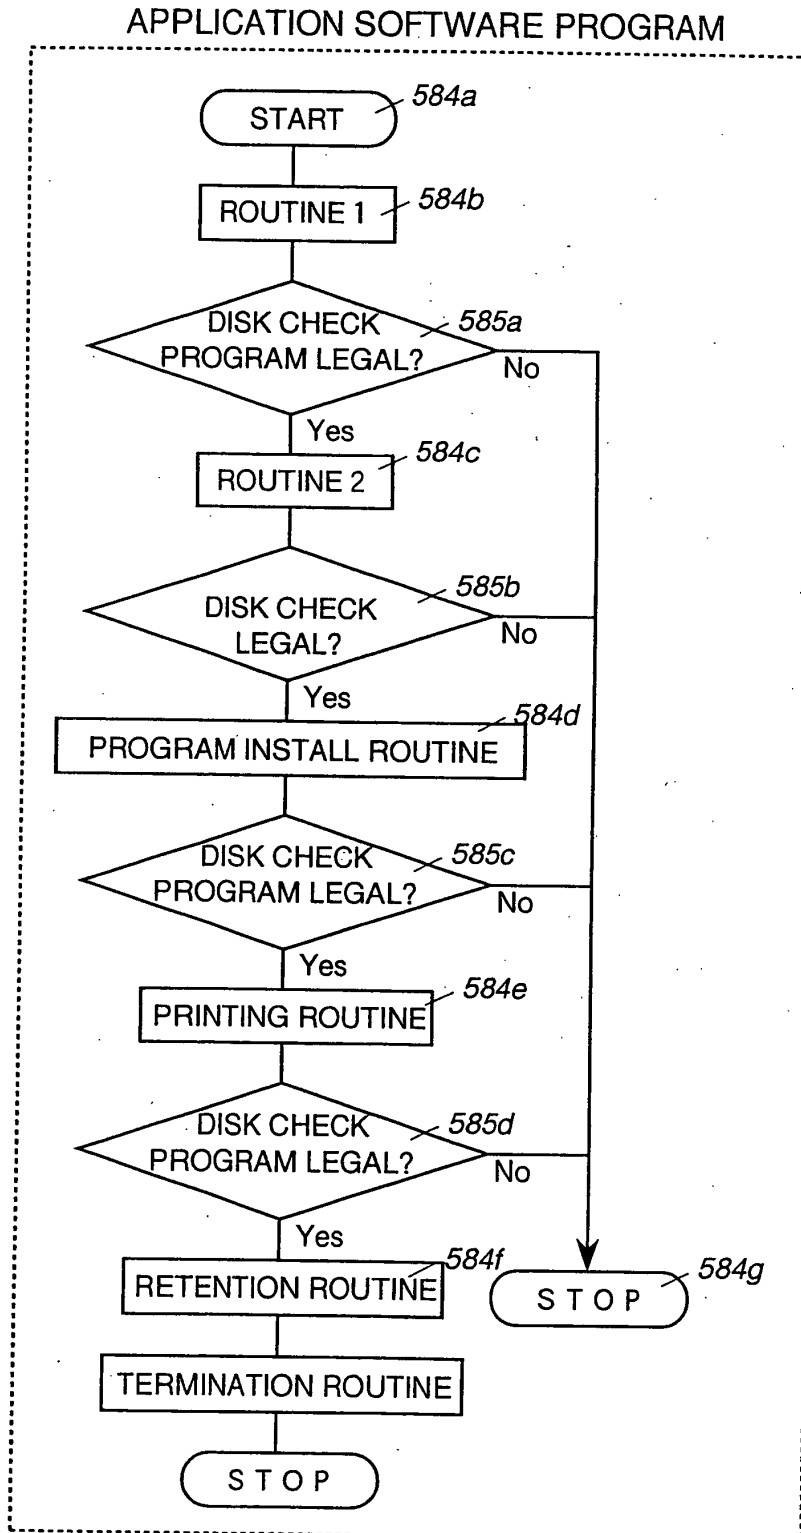 APPLICATION SOFTWARE PROGRAM
START
584a
ROUTINE 1
584b
DISK CHECK
PROGRAM LEGAL?
585a
No
Yes
ROUTINE 2
584c
DISK CHECK
LEGAL?
585b
No
Yes
PROGRAM INSTALL ROUTINE
584d
DISK CHECK
PROGRAM LEGAL?
585c
No
Yes
PRINTING ROUTINE
584e
DISK CHECK
PROGRAM LEGAL?
585d
No
Yes
RETENTION ROUTINE
584f
STOP
584g
TERMINATION ROUTINE
STOP